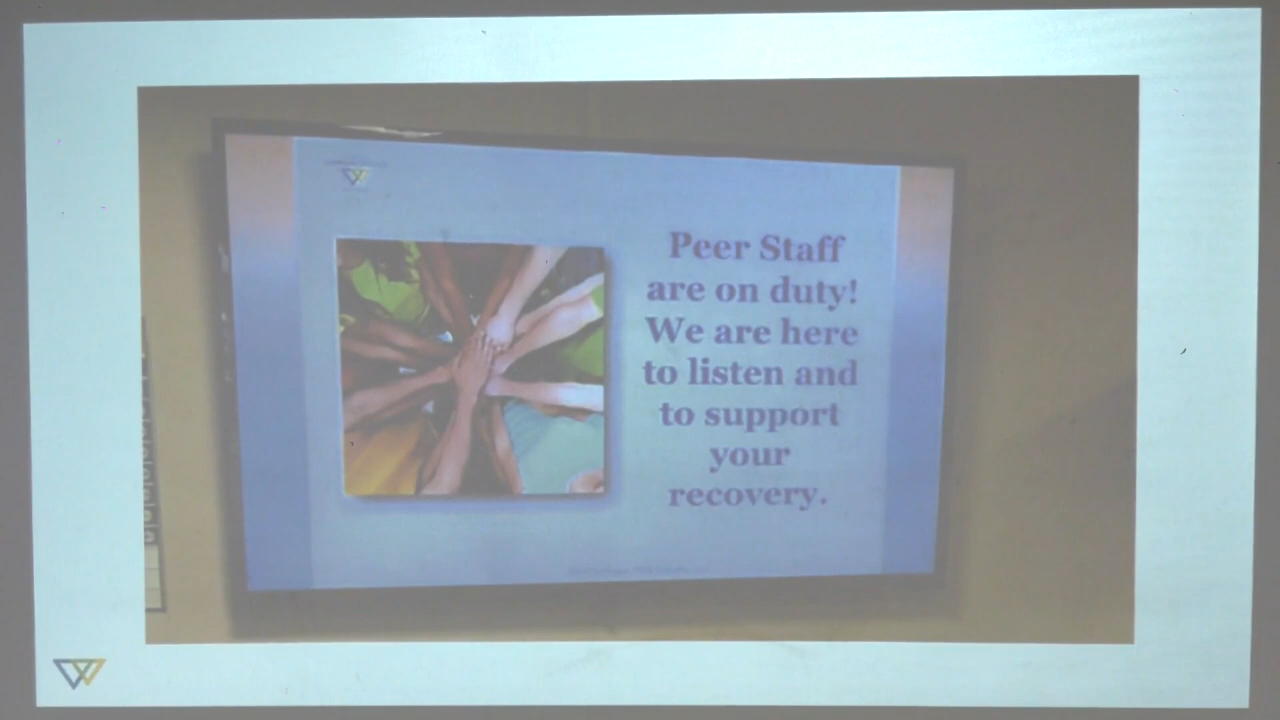 Peer Staff
are on duty!
We are here
to listen and
to support
your
recovery.